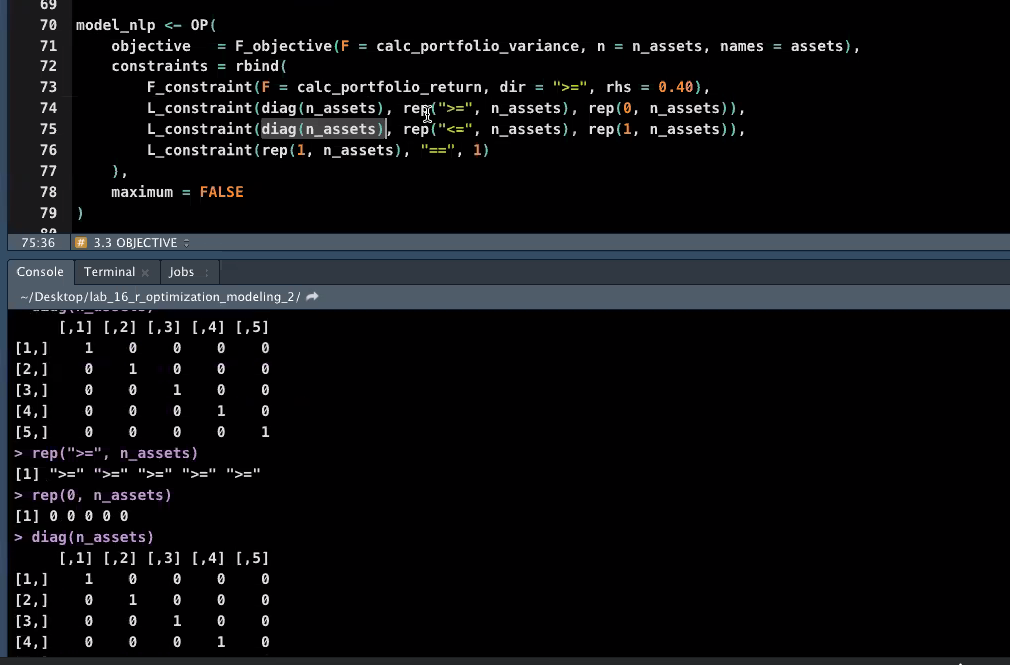 69
70 model_nlp <- OP(
71 objective = F_objective(F = calc_portfolio_variance, n = n_assets, names = assets),
72 constraints = rbind(
73 F_constraint(F = calc_portfolio_return, dir = ">=", rhs = 0.40),
74 L_constraint(diag(n_assets), rep(">=", n_assets), rep(0, n_assets)),
75 L_constraint(diag(n_assets), rep("<=", n_assets), rep(1, n_assets)),
76 L_constraint(rep(1, n_assets), "==", 1)
77 ),
78 maximum = FALSE
79 )
80
75:36 # 3.3 OBJECTIVE
Console Terminal Jobs
~/Desktop/lab_16_r_optimization_modeling_2/
diag(n_assets)
[,1] [,2] [,3] [,4] [,5]
[1,] 1 0 0 0 0
[2,] 0 1 0 0 0
[3,] 0 0 1 0 0
[4,] 0 0 0 1 0
[5,] 0 0 0 0 1
> rep(">=", n_assets)
[1] ">=" ">=" ">=" ">=" ">="
> rep(0, n_assets)
[1] 0 0 0 0 0
> diag(n_assets)
[,1] [,2] [,3] [,4] [,5]
[1,] 1 0 0 0 0
[2,] 0 1 0 0 0
[3,] 0 0 1 0 0
[4,] 0 0 0 1 0